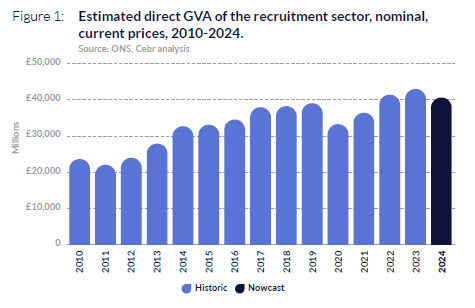 Figure 1: Estimated direct GVA of the recruitment sector, nominal,
current prices, 2010-2024.
Source: ONS, Cebr analysis
£50,000
£40,000
£30,000
£20,000
£10,000
0
Millions
2010 2011 2012 2013 2014 2015 2016 2017 2018 2019 2020 2021 2022 2023 2024
Historic Nowcast